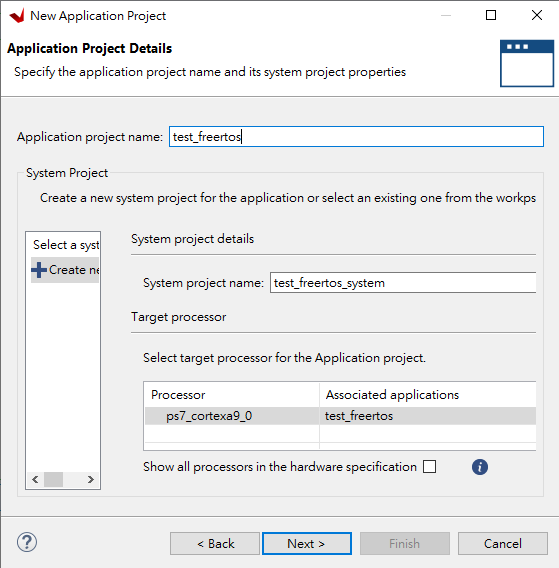 New Application Project
Application Project Details
Specify the application project name and its system project properties
Application project name: test_freertos
System Project
Create a new system project for the application or select an existing one from the workps
Select a syst
Create ne
System project details
System project name: test_freertos_system
Target processor
Select target processor for the Application project.
Processor Associated applications
ps7_cortexa9_0 test_freertos
Show all processors in the hardware specification
< Back Next > Finish Cancel